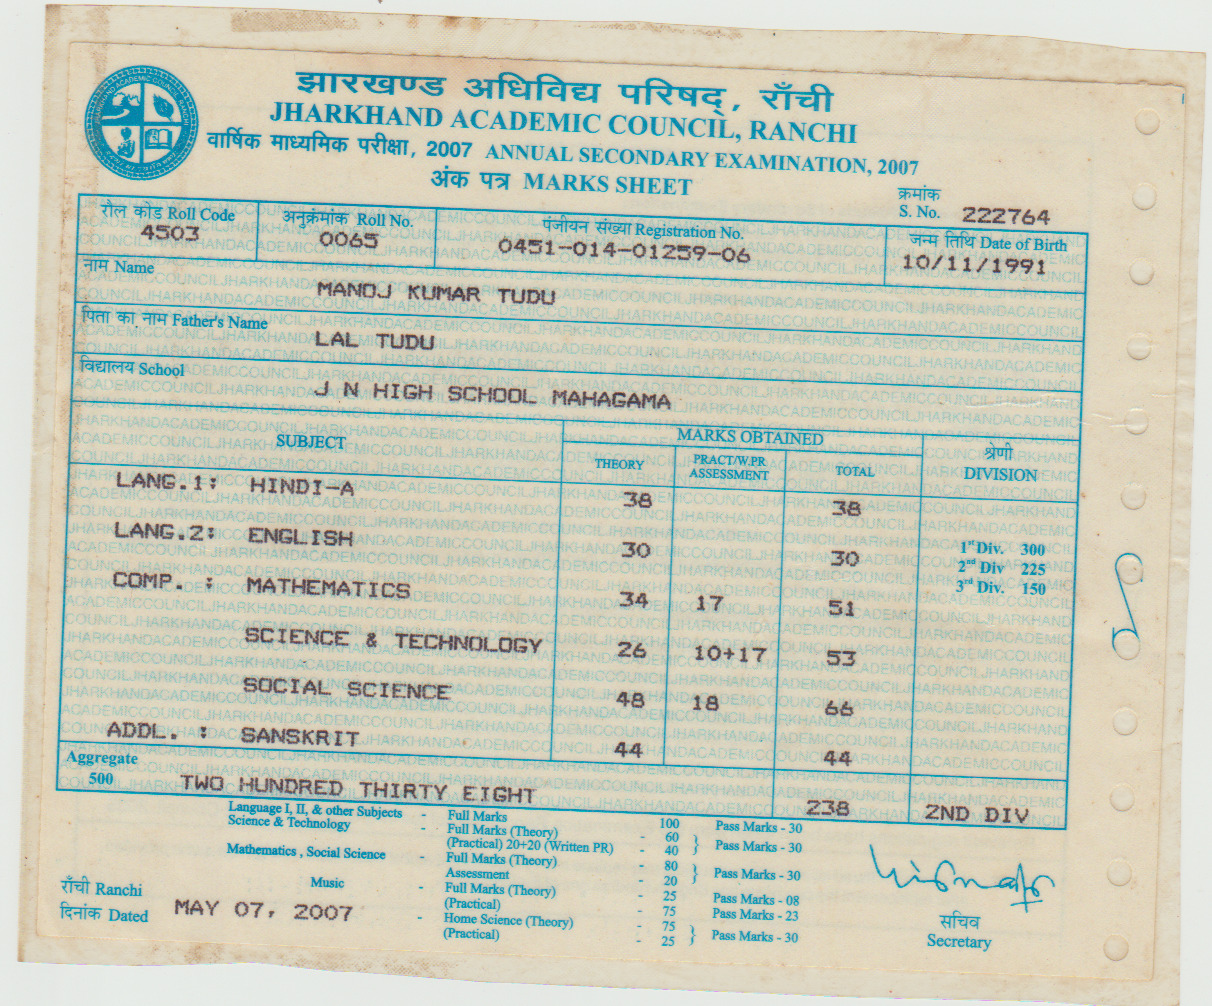 झारखण्ड अधिविद्य परिषद्, राँची
JHARKHAND ACADEMIC COUNCIL, RANCHI
वार्षिक माध्यमिक परीक्षा, 2007 ANNUAL SECONDARY EXAMINATION, 2007
अंक पत्र MARKS SHEET
क्रमांक
S. No. 222764
रौल कौड Roll Code अनुक्रमांक Roll No. पंजीयन संख्या Registration No. जन्म तिथि Date of Birth
4503 0065 0451-014-01259-06 10/11/1991
नाम Name
MANOJ KUMAR TUDU
पिता का नाम Father's Name
LAL TUDU
विद्यालय School
J N HIGH SCHOOL MAHAGAMA
SUBJECT MARKS OBTAINED श्रेणी
THEORY PRACT/W.PR ASSESSMENT TOTAL DIVISION
LANG.1: HINDI-A 38 38
LANG.2: ENGLISH 30 30
1st Div. 300
2nd Div 225
3rd Div. 150
COMP. : MATHEMATICS 34 17 51
SCIENCE & TECHNOLOGY 26 10+17 53
SOCIAL SCIENCE 48 18 66
ADDL. : SANSKRIT 44 44
Aggregate
500 TWO HUNDRED THIRTY EIGHT 238 2ND DIV
Language I, II, & other Subjects - Full Marks 100 Pass Marks - 30
Science & Technology - Full Marks (Theory) - 60
(Practical) 20+20 (Written PR) - 40 } Pass Marks - 30
Mathematics , Social Science - Full Marks (Theory) - 80
Assessment - 20 } Pass Marks - 30
Music - Full Marks (Theory) - 25 Pass Marks - 08
(Practical) - 75 Pass Marks - 23
- Home Science (Theory) - 75
(Practical) - 25 } Pass Marks - 30
राँची Ranchi
दिनांक Dated MAY 07, 2007
सचिव
Secretary